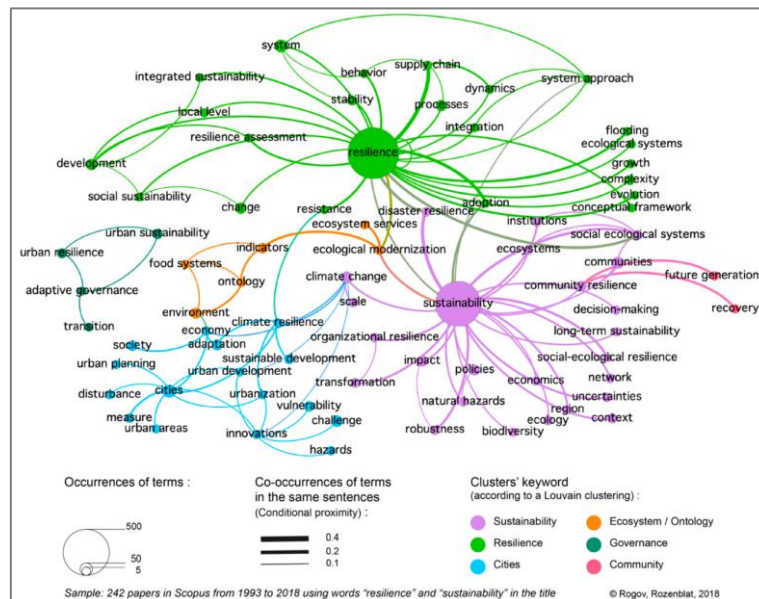 system
integrated sustainability
behavior
supply chain
dynamics
system approach
stability
processes
local level
integration
resilience assessment
resilience
flooding
ecological systems
growth
complexity
evolution
conceptual framework
development
social sustainability
change
resistance
adoption
disaster resilience
institutions
social ecological systems
urban sustainability
ecosystem services
ecosystems
urban resilience
indicators
ecological modernization
communities
food systems
future generation
adaptive governance
ontology
climate change
community resilience
recovery
scale
sustainability
decision-making
transition
environment
economy
climate resilience
long-term sustainability
society
adaptation
organizational resilience
urban planning
sustainable development
impact
social-ecological resilience
urban development
policies
network
disturbance
cities
transformation
economics
uncertainties
urbanization
vulnerability
natural hazards
region
measure
challenge
ecology
context
urban areas
innovations
robustness
biodiversity
hazards
Occurrences of terms :
500
50
5
Co-occurrences of terms
in the same sentences
(Conditional proximity) :
0.4
0.2
0.1
Clusters' keyword
(according to a Louvain clustering) :
Sustainability
Resilience
Cities
Ecosystem / Ontology
Governance
Community
Sample: 242 papers in Scopus from 1993 to 2018 using words “resilience” and “sustainability” in the title
© Rogov, Rozenblat, 2018